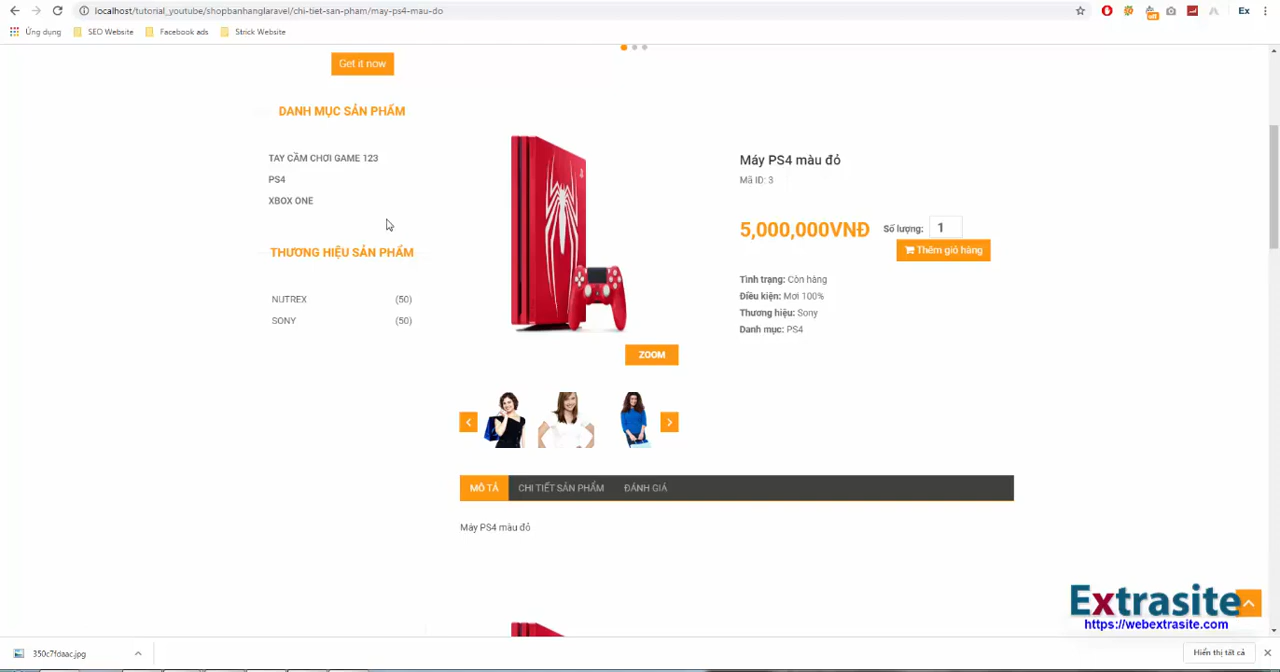 localhost/tutorial_youtube/shopbanhanglaravel/chi-tiet-san-pham/may-ps4-mau-do
Ex
Ứng dụng
SEO Website
Facebook ads
Strick Website
off
Get it now
DANH MỤC SẢN PHẨM
TAY CẦM CHƠI GAME 123
PS4
XBOX ONE
THƯƠNG HIỆU SẢN PHẨM
NUTREX (50)
SONY (50)
ZOOM
Máy PS4 màu đỏ
Mã ID: 3
5,000,000VNĐ Số lượng: 1
Thêm giỏ hàng
Tình trạng: Còn hàng
Điều kiện: Mơi 100%
Thương hiệu: Sony
Danh mục: PS4
MÔ TẢ CHI TIẾT SẢN PHẨM ĐÁNH GIÁ
Máy PS4 màu đỏ
Extrasite
https://webextrasite.com
350c7fdaac.jpg
Hiển thị tất cả